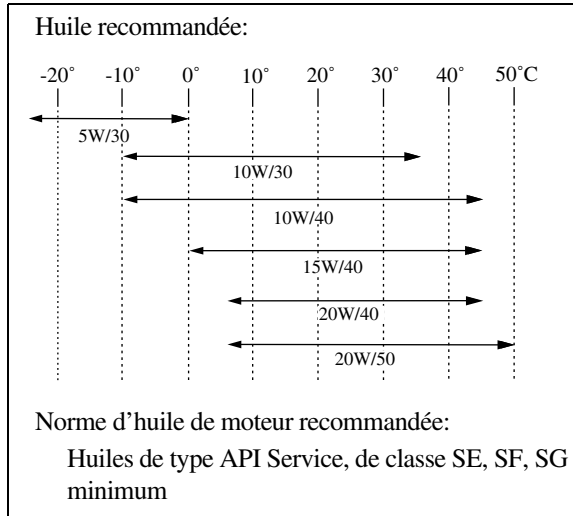 Huile recommandée:
-20˚ -10˚ 0˚ 10˚ 20˚ 30˚ 40˚ 50˚C
5W/30
10W/30
10W/40
15W/40
20W/40
20W/50
Norme d’huile de moteur recommandée:
Huiles de type API Service, de classe SE, SF, SG
minimum